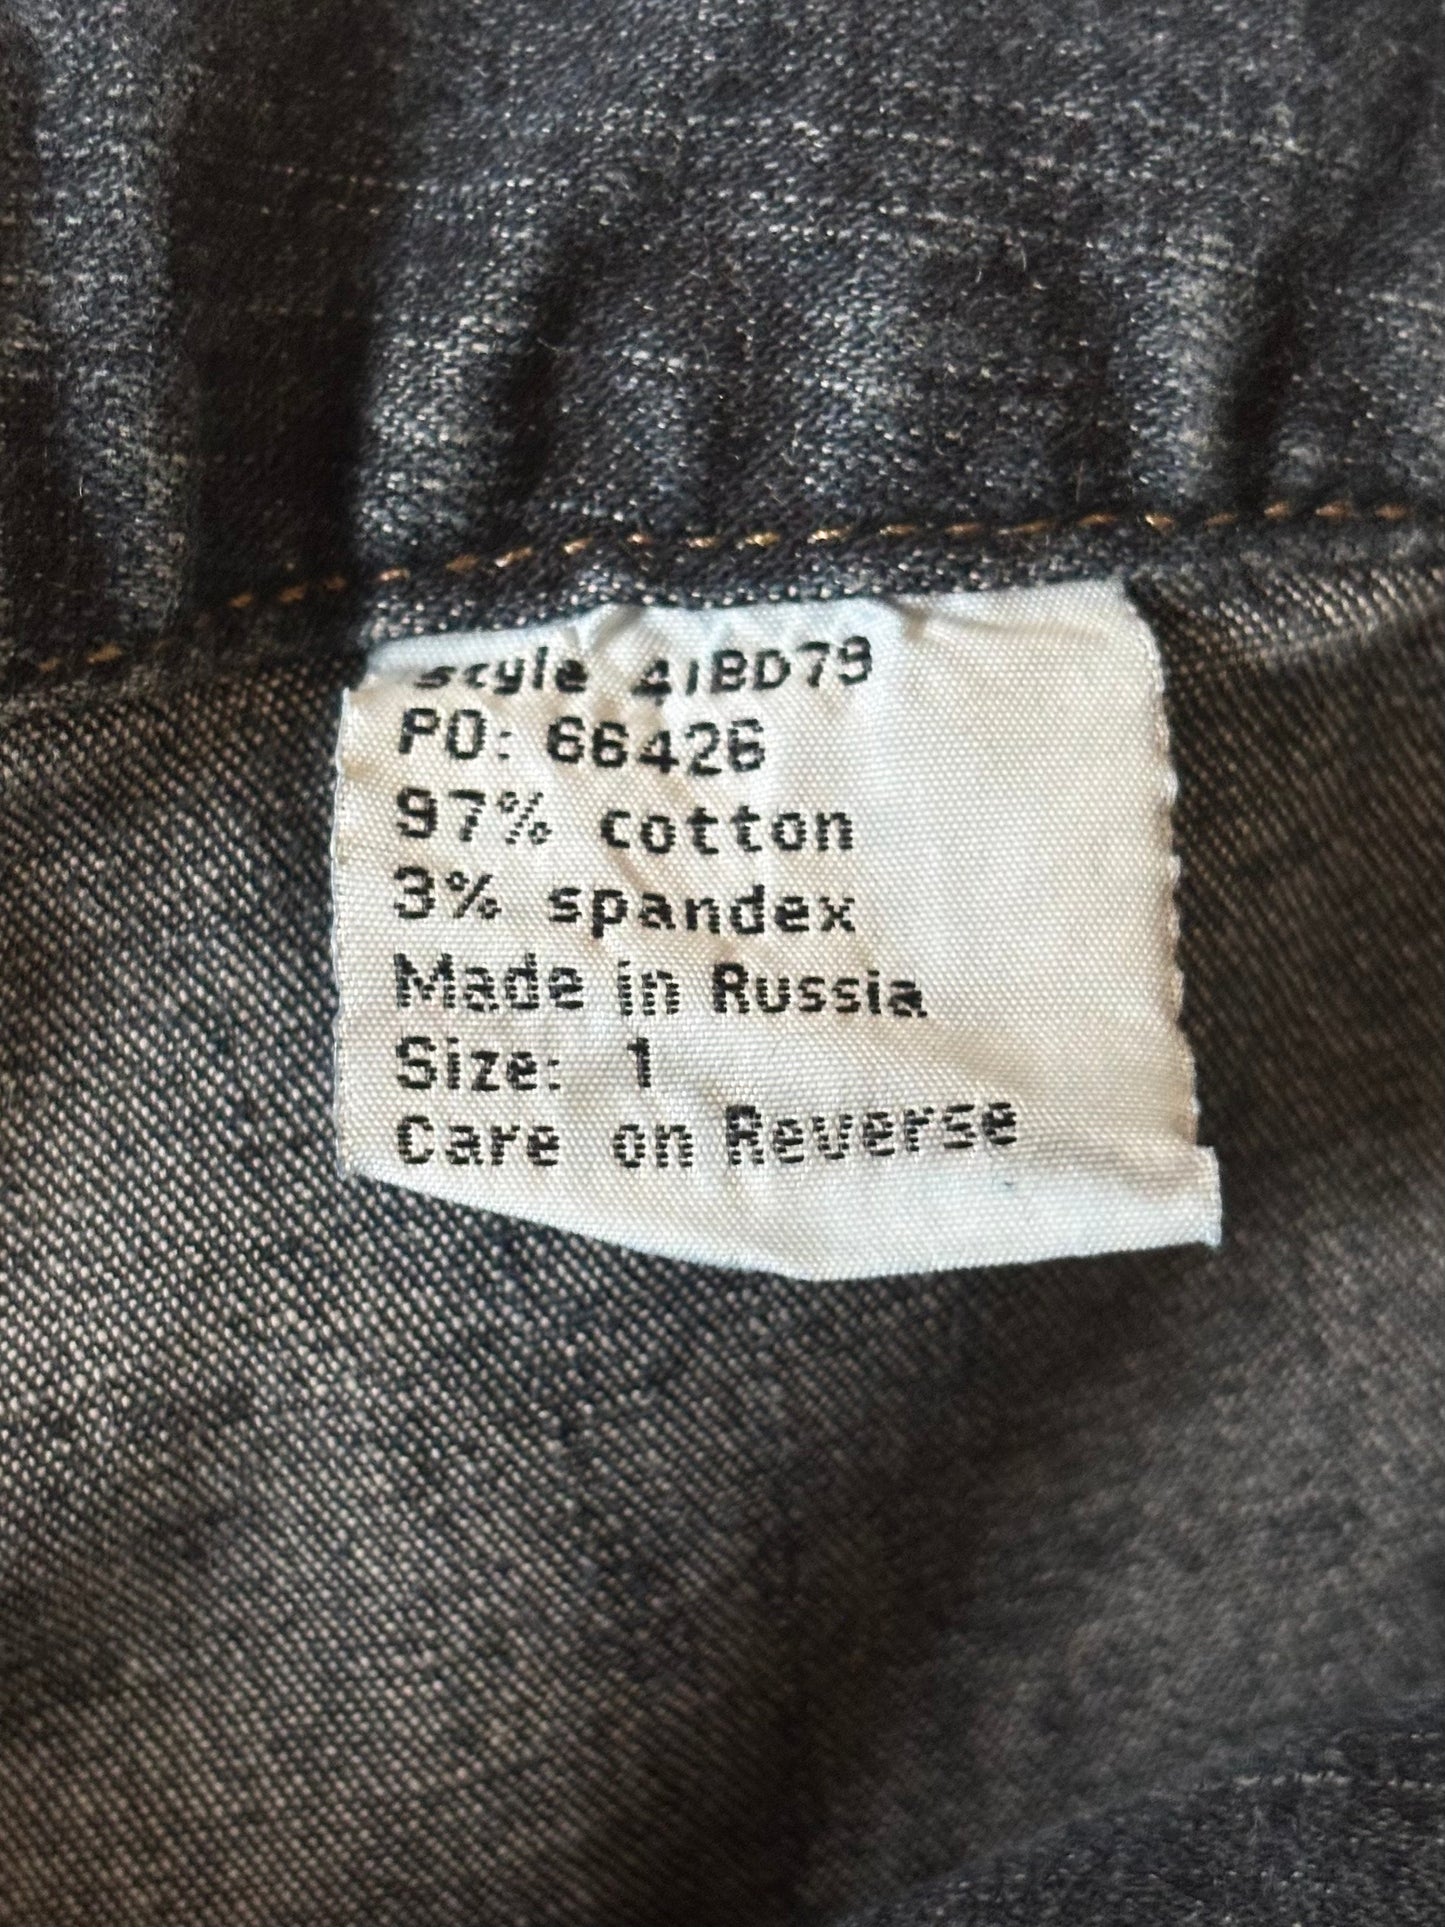 style 41BD79
PO: 66426
97% cotton
3% spandex
Made in Russia
Size: 1
Care on Reverse